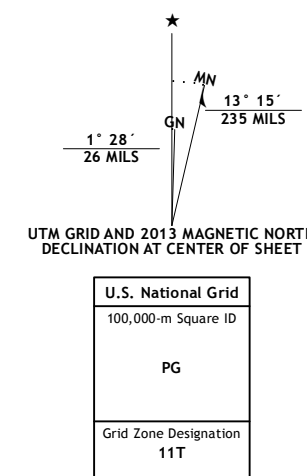 ★
MN
GN
13° 15´
235 MILS
1° 28´
26 MILS
UTM GRID AND 2013 MAGNETIC NORTH
DECLINATION AT CENTER OF SHEET
U.S. National Grid
100,000-m Square ID
PG
Grid Zone Designation
11T